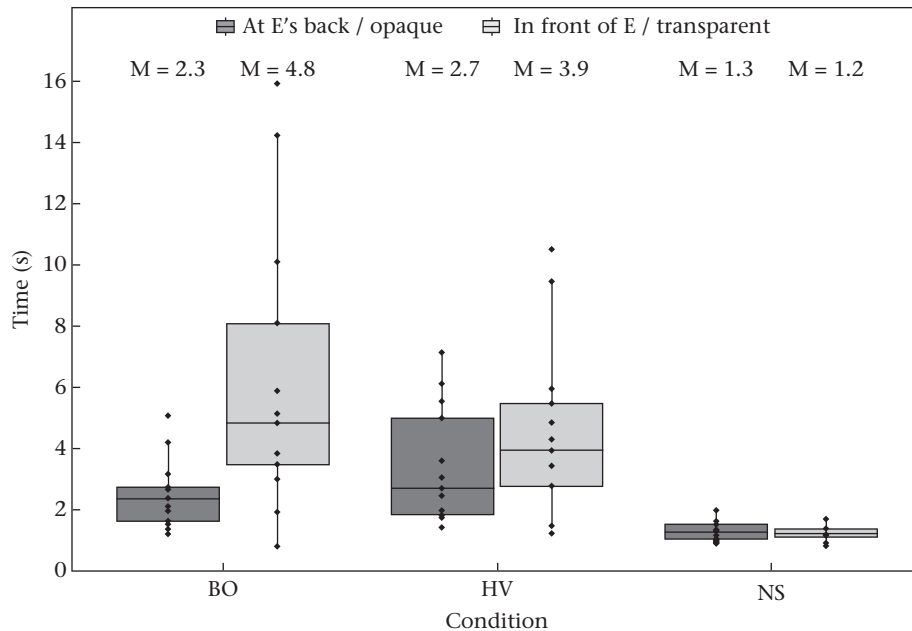 At E's back / opaque In front of E / transparent
M = 2.3 M = 4.8 M = 2.7 M = 3.9 M = 1.3 M = 1.2
16
14
12
10
8
6
4
2
0
Time (s)
BO HV NS
Condition